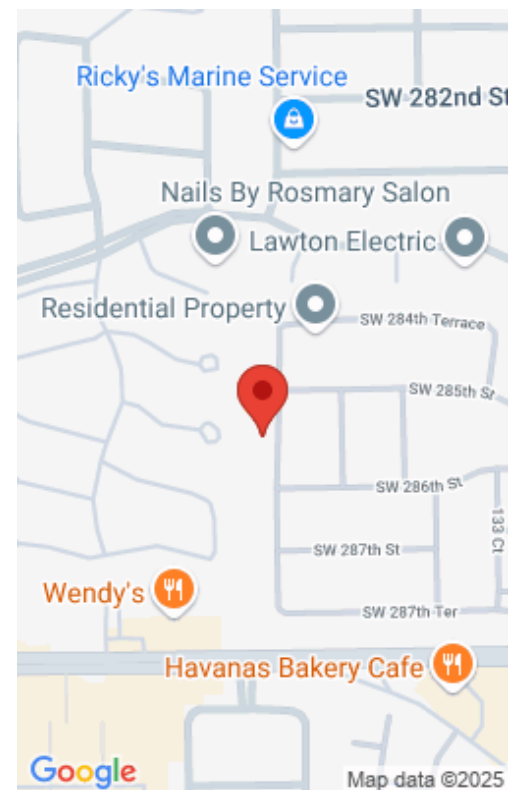 Ricky's Marine Service
SW 282nd St
Nails By Rosmary Salon
Lawton Electric
Residential Property
SW 284th Terrace
SW 285th St
SW 286th St
133 Ct
SW 287th St
Wendy's
SW 287th Ter
Havanas Bakery Cafe
Google
Map data ©2025